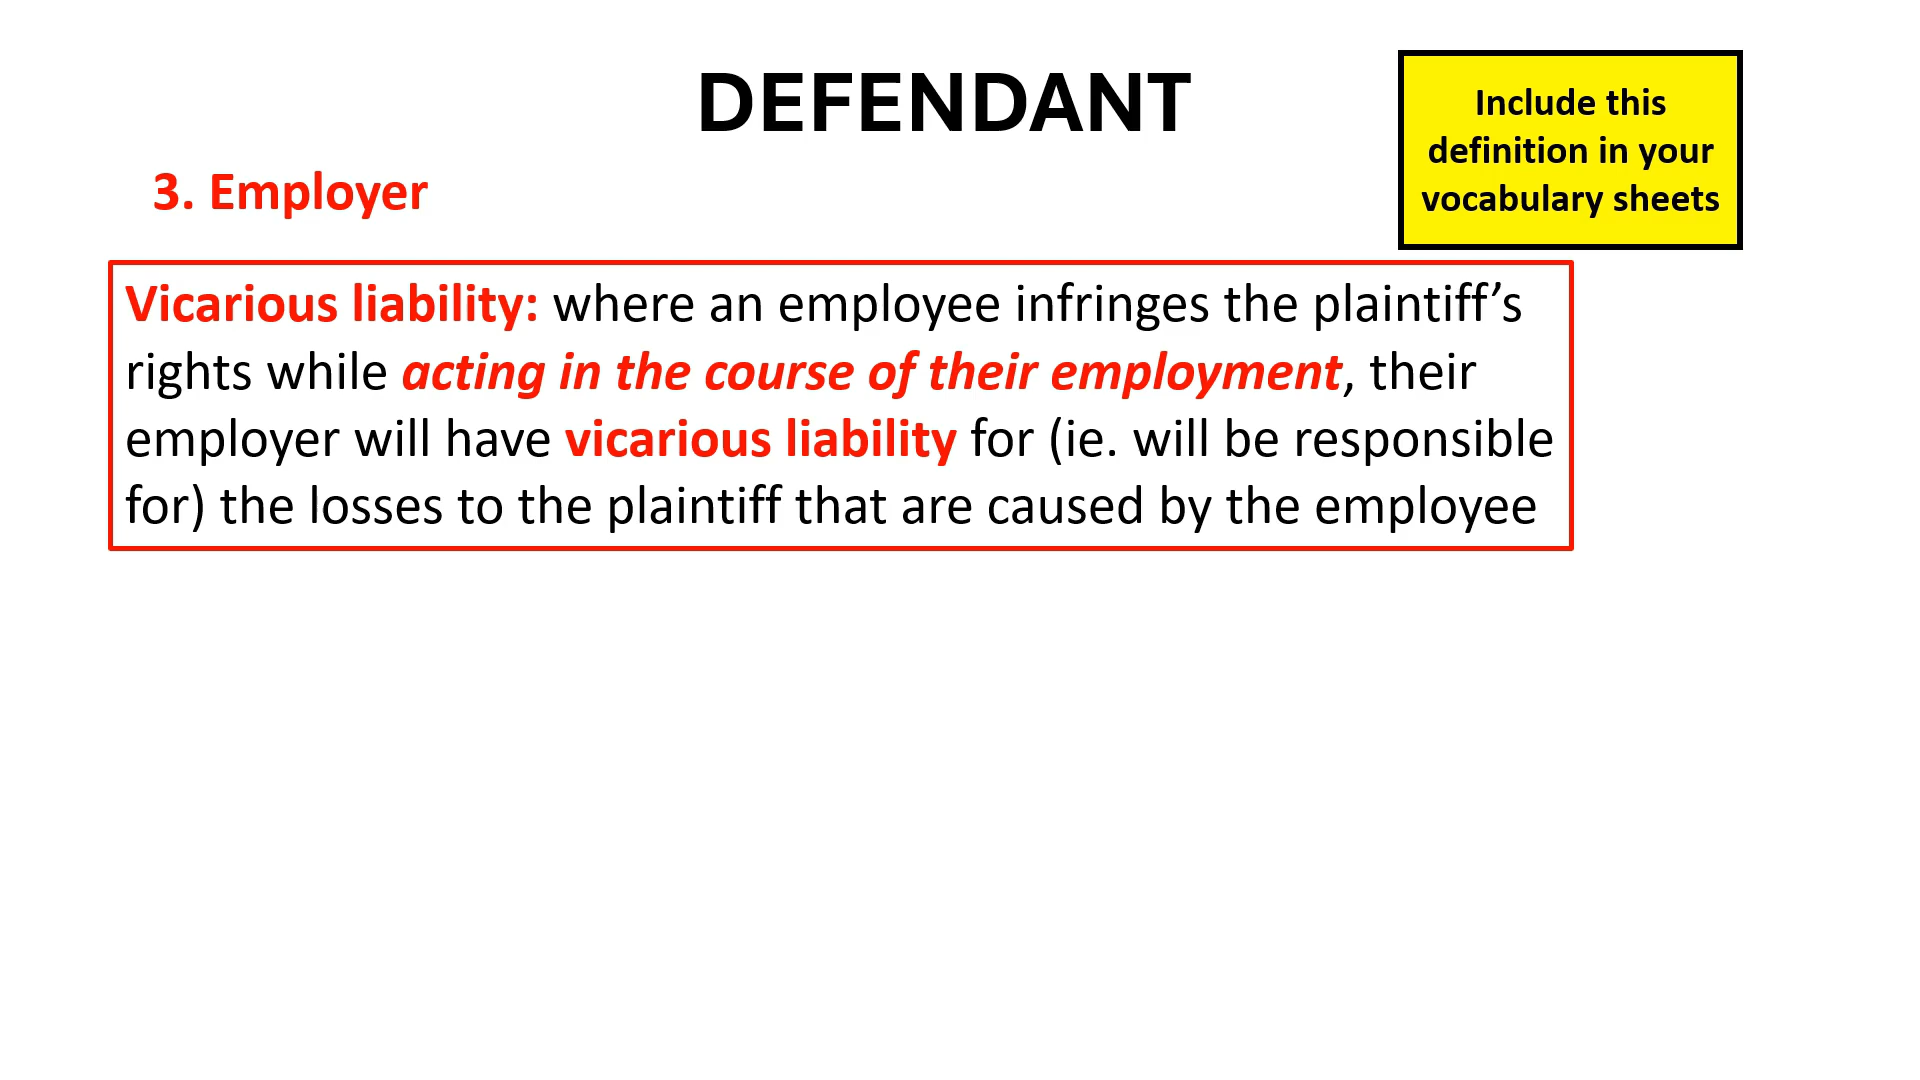 DEFENDANT
Include this
definition in your
vocabulary sheets
3. Employer
Vicarious liability: where an employee infringes the plaintiff’s
rights while acting in the course of their employment, their
employer will have vicarious liability for (ie. will be responsible
for) the losses to the plaintiff that are caused by the employee